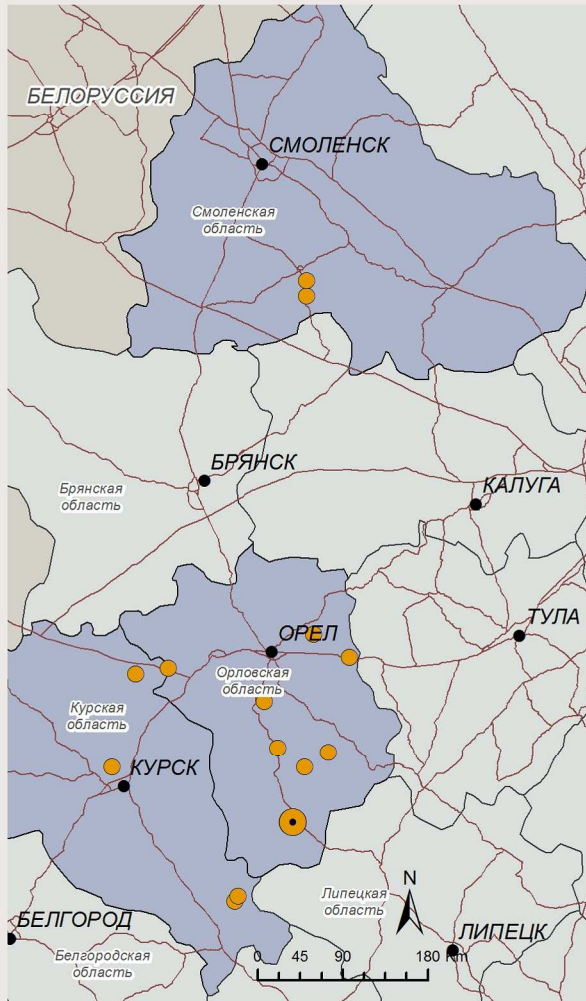 БЕЛОРУССИЯ
СМОЛЕНСК
Смоленская
область
БРЯНСК
Брянская
область
КАЛУГА
ТУЛА
ОРЕЛ
Орловская
область
Курская
область
КУРСК
БЕЛГОРОД
Белгородская
область
Липецкая
область
N
ЛИПЕЦК
0 45 90 180 Km